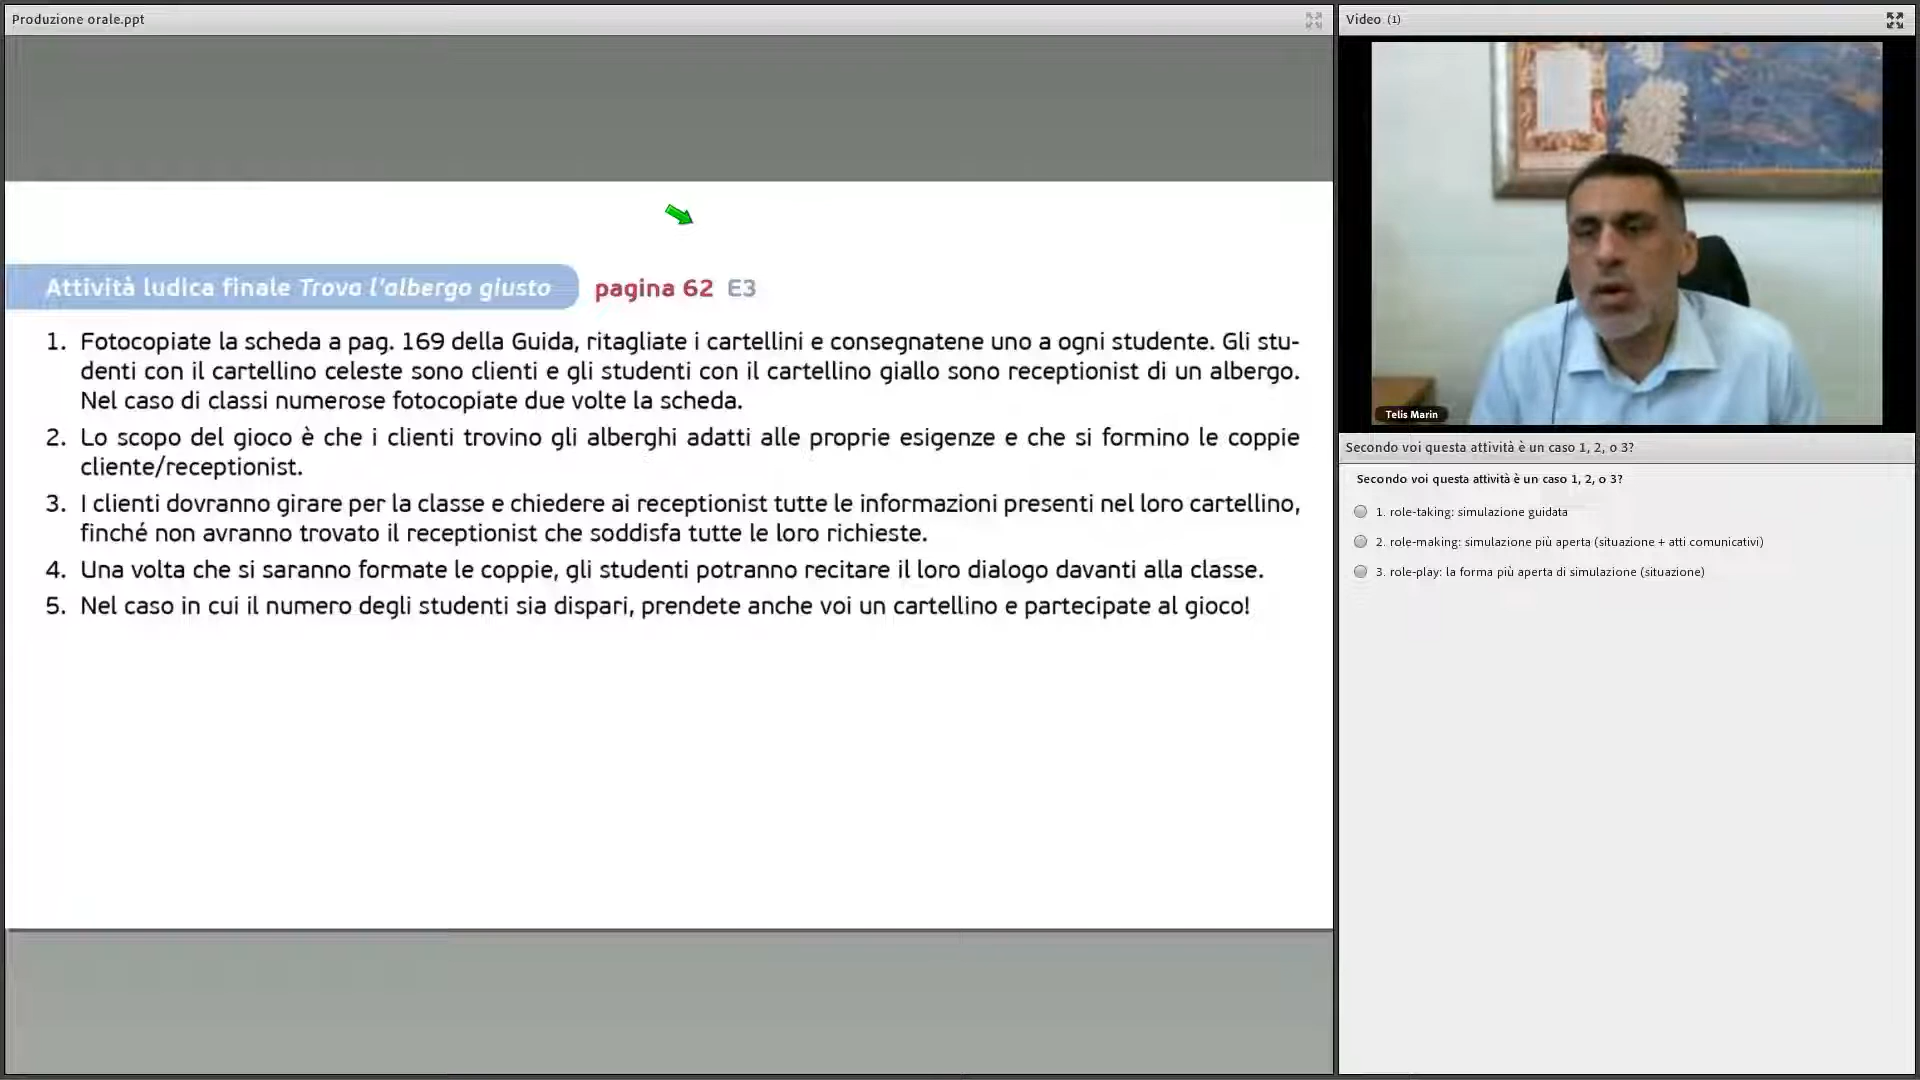 Produzione orale.ppt
Attività ludica finale Trova l'albergo giusto pagina 62 E3
1. Fotocopiate la scheda a pag. 169 della Guida, ritagliate i cartellini e consegnatene uno a ogni studente. Gli stu-
denti con il cartellino celeste sono clienti e gli studenti con il cartellino giallo sono receptionist di un albergo.
Nel caso di classi numerose fotocopiate due volte la scheda.
2. Lo scopo del gioco è che i clienti trovino gli alberghi adatti alle proprie esigenze e che si formino le coppie
cliente/receptionist.
3. I clienti dovranno girare per la classe e chiedere ai receptionist tutte le informazioni presenti nel loro cartellino,
finché non avranno trovato il receptionist che soddisfa tutte le loro richieste.
4. Una volta che si saranno formate le coppie, gli studenti potranno recitare il loro dialogo davanti alla classe.
5. Nel caso in cui il numero degli studenti sia dispari, prendete anche voi un cartellino e partecipate al gioco!
Video (1)
Telis Marin
Secondo voi questa attività è un caso 1, 2, o 3?
Secondo voi questa attività è un caso 1, 2, o 3?
1. role-taking: simulazione guidata
2. role-making: simulazione più aperta (situazione + atti comunicativi)
3. role-play: la forma più aperta di simulazione (situazione)